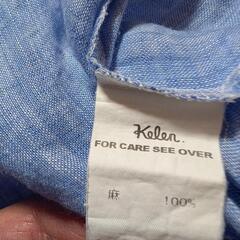 Kelen.
FOR CARE SEE OVER
麻 100%